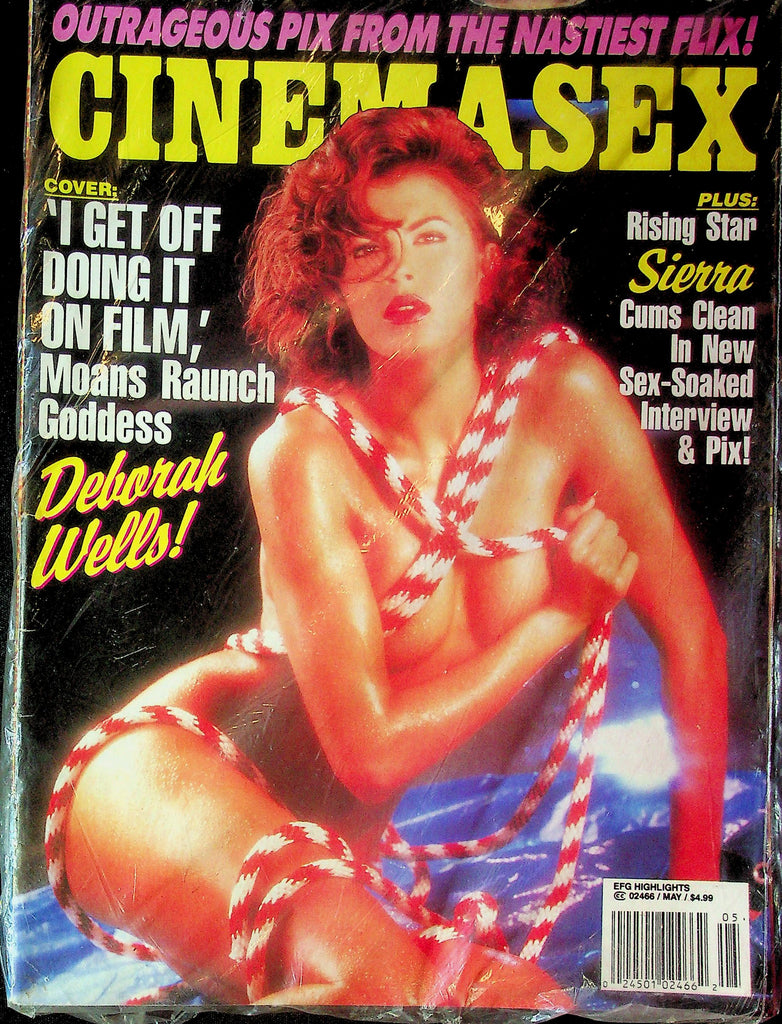 OUTRAGEOUS PIX FROM THE NASTIEST FLIX!
CINEMASEX
COVER:
'I GET OFF
DOING IT
ON FILM,'
Moans Raunch
Goddess
Deborah
Wells!
PLUS:
Rising Star
Sierra
Cums Clean
In New
Sex-Soaked
Interview
& Pix!
EFG HIGHLIGHTS
CC 02466 / MAY / $4.99
05
0 24501 02466 2